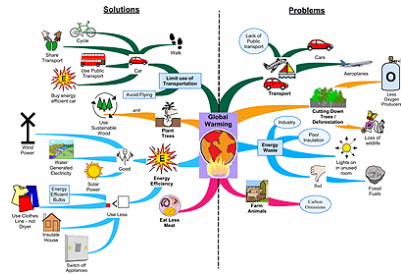 Solutions
Problems
Cycle
Walk
Share
Transport
Use Public
Transport
Car
Buy energy
efficient car
Limit use of
Transportation
Avoid Flying
and
Use
Sustainable
Wood
Plant
Trees
Global
Warming
Wind
Power
Water
Generated
Electricity
Solar
Power
Good
Energy
Efficiency
Energy
Efficient
Bulbs
Use Clothes
Line - not
Dryer
Use Less
Insulate
House
Switch off
Appliances
Eat Less
Meat
Lack of
Public
transport
Cars
Aeroplanes
Transport
O
Less
Oxygen
Producers
Cutting Down
Trees /
Deforestation
Loss of
wildlife
Industry
Poor
Insulation
Energy
Waste
Lights on
in unused
room
Bad
Fossil
Fuels
Farm
Animals
Carbon
Omissions